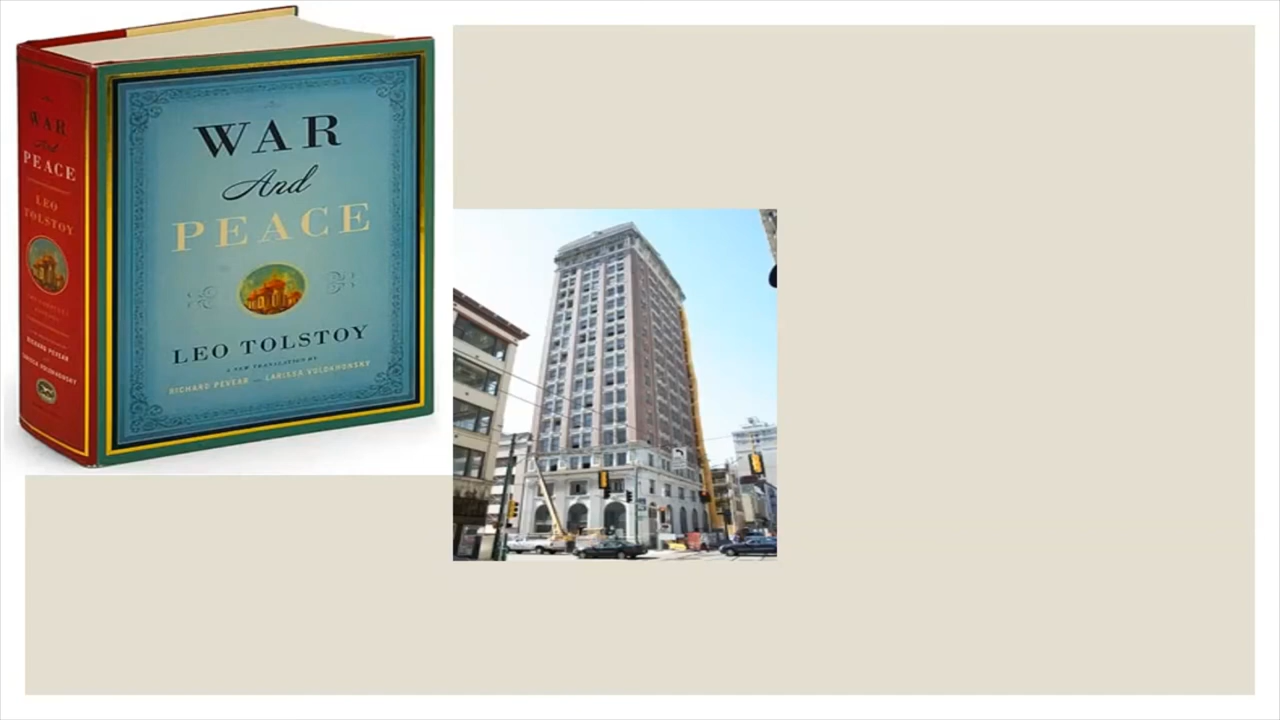 WAR
And
PEACE
LEO
TOLSTOY
RICHARD PEVEAR
WAR
And
PEACE
LEO TOLSTOY
A NEW TRANSLATION BY
RICHARD PEVEAR AND LARISSA VOLOKHONSKY